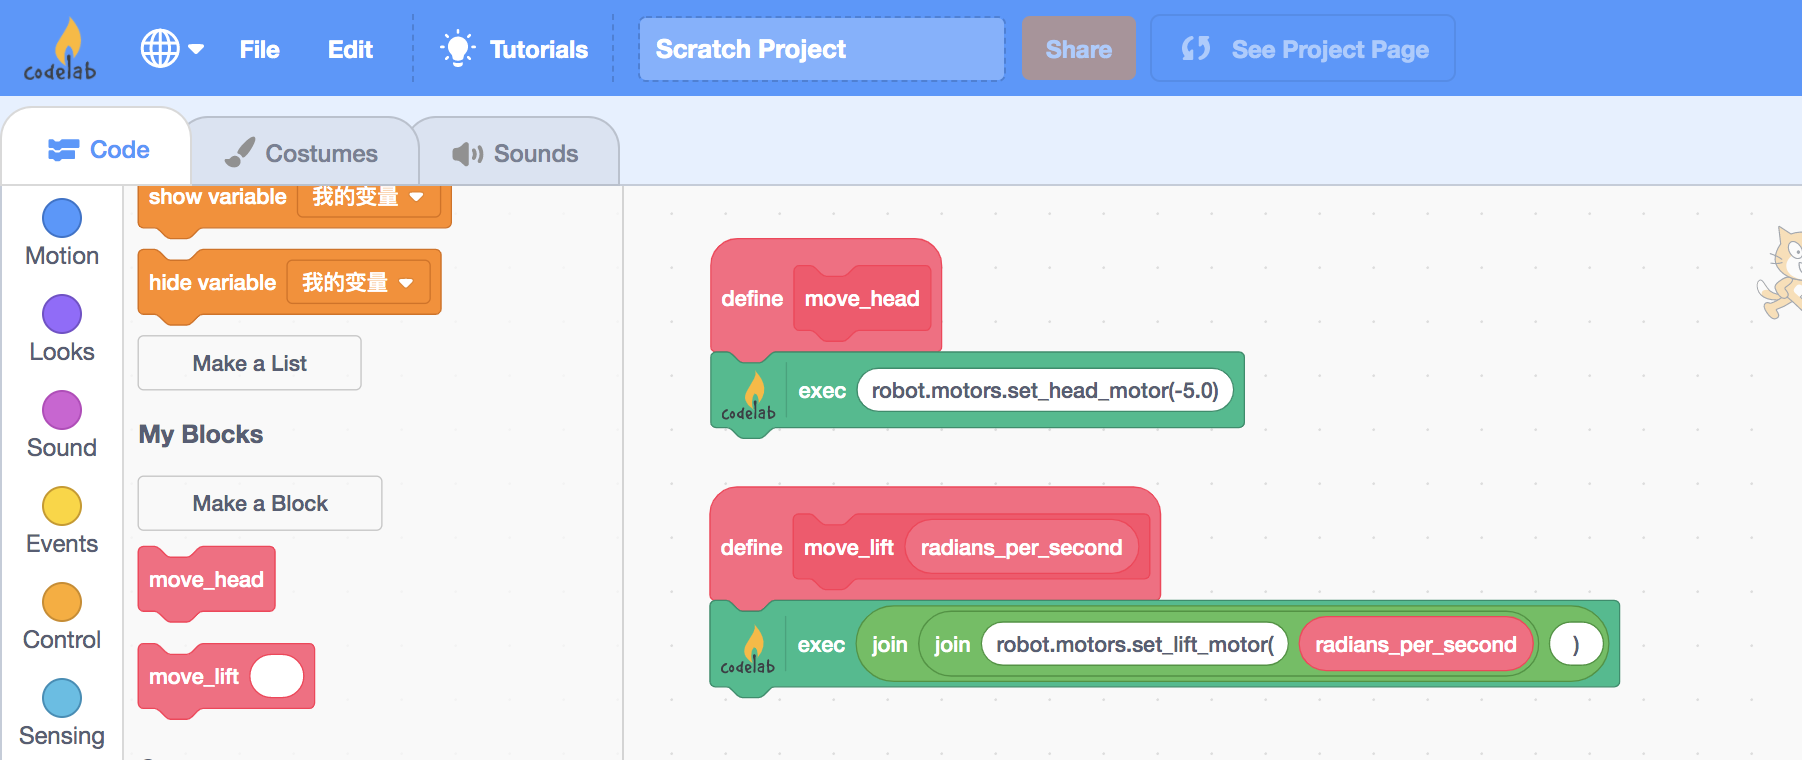 codelab File Edit Tutorials Scratch Project Share See Project Page
Code Costumes Sounds
Motion
Looks
Sound
Events
Control
Sensing
show variable 我的变量
hide variable 我的变量
Make a List
My Blocks
Make a Block
move_head
move_lift
define move_head
codelab exec robot.motors.set_head_motor(-5.0)
define move_lift radians_per_second
codelab exec join join robot.motors.set_lift_motor( radians_per_second )